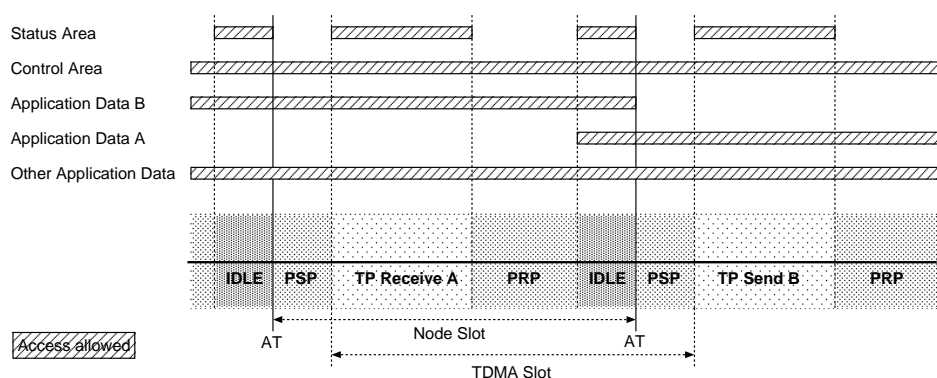 Status Area
Control Area
Application Data B
Application Data A
Other Application Data
IDLE PSP TP Receive A PRP IDLE PSP TP Send B PRP
Access allowed
AT Node Slot AT
TDMA Slot